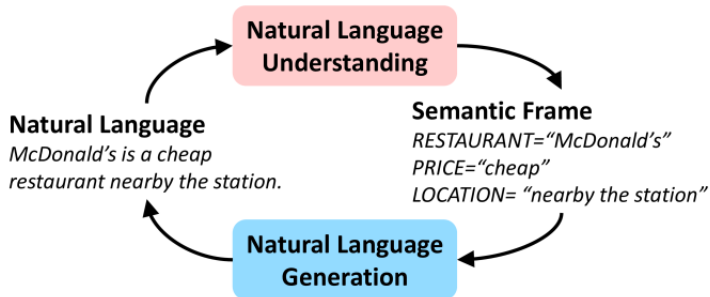 Natural Language
Understanding
Natural Language
McDonald’s is a cheap
restaurant nearby the station.
Semantic Frame
RESTAURANT=“McDonald’s”
PRICE=“cheap”
LOCATION= “nearby the station”
Natural Language
Generation